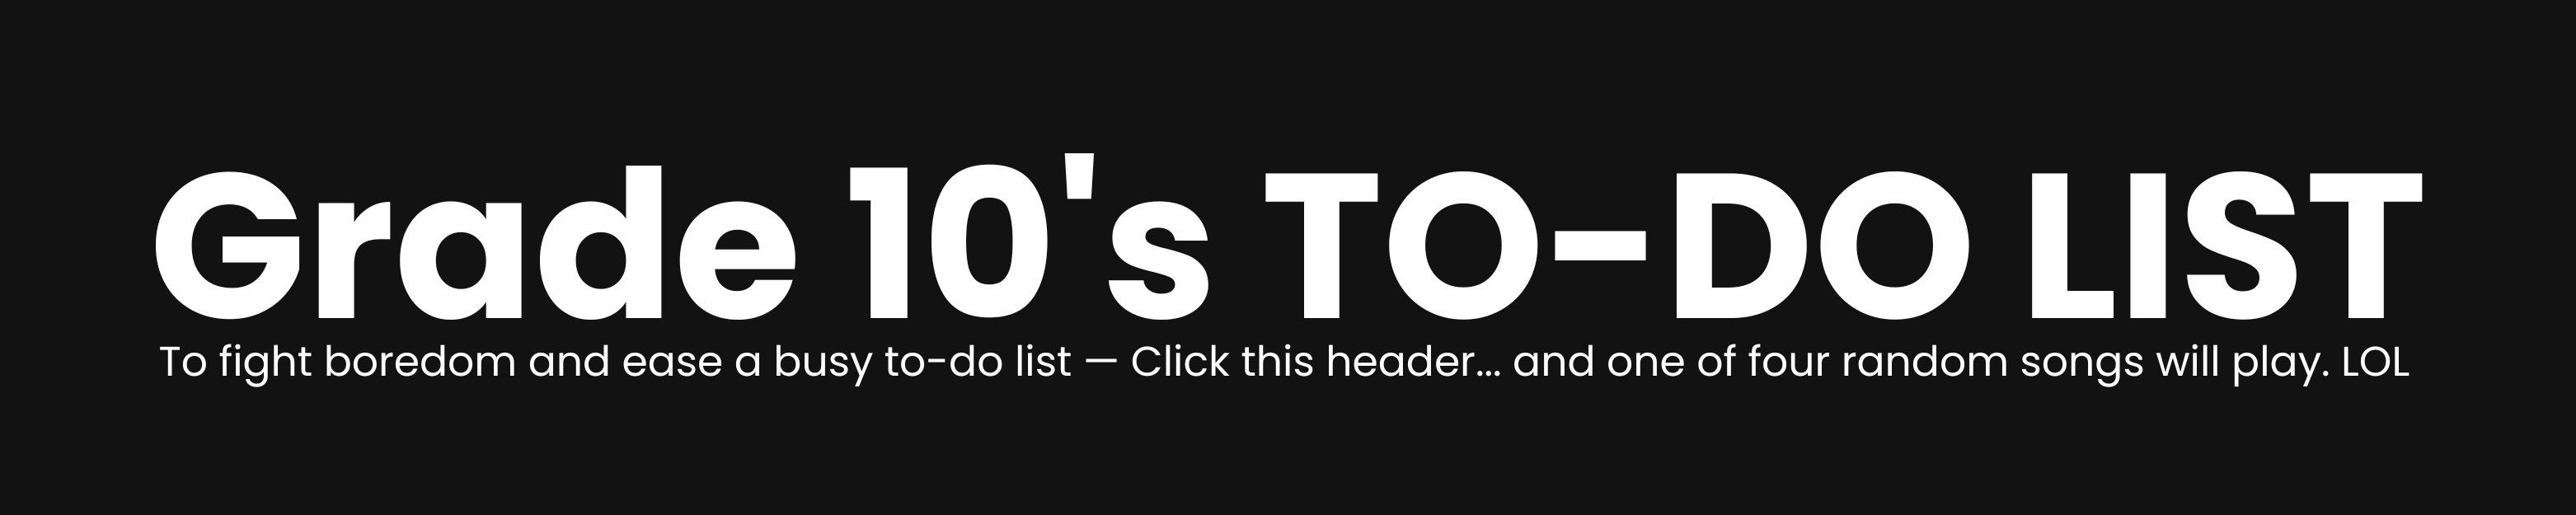 Grade 10's TO-DO LIST
To fight boredom and ease a busy to-do list — Click this header... and one of four random songs will play. LOL